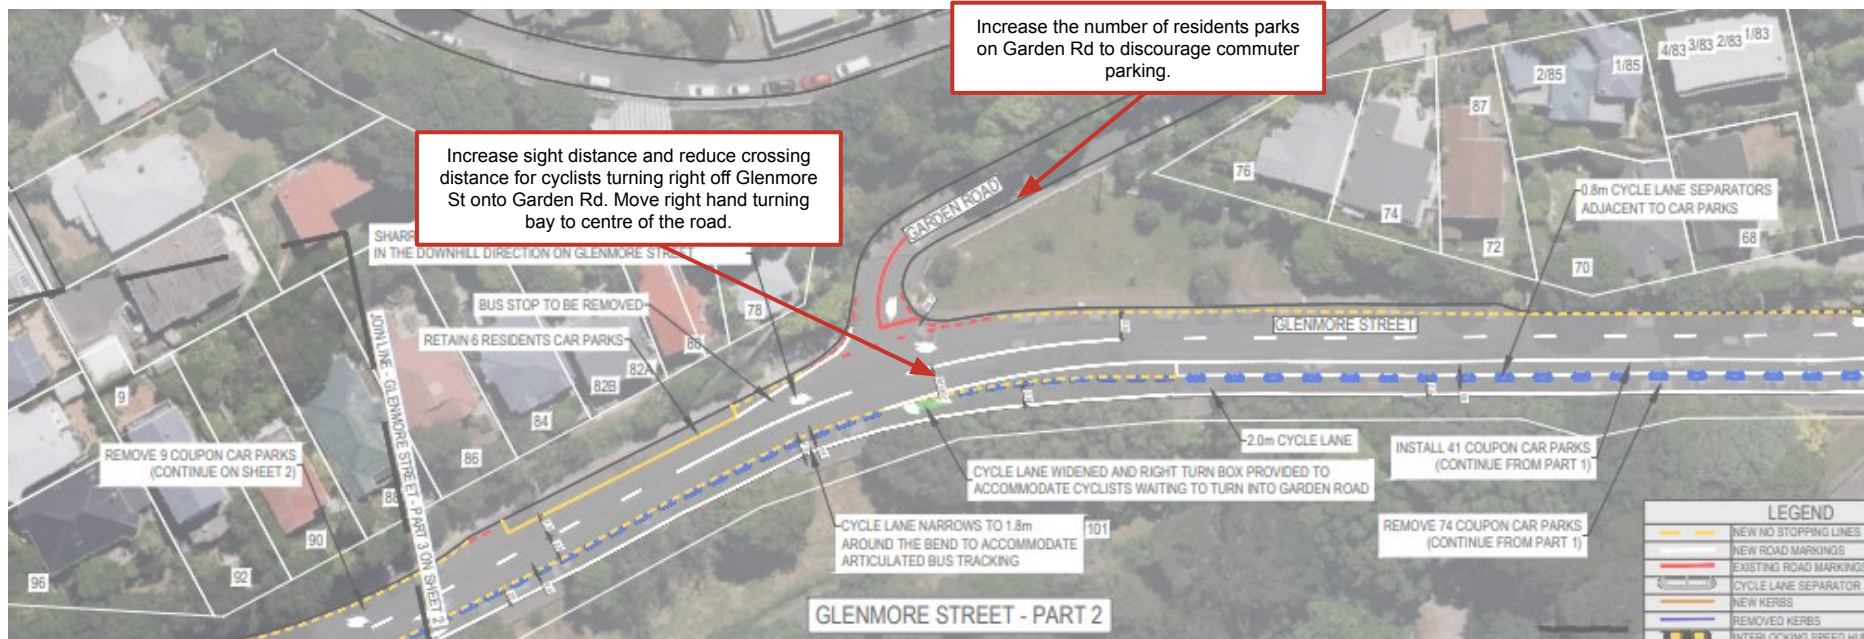 Increase the number of residents parks
on Garden Rd to discourage commuter
parking.
Increase sight distance and reduce crossing
distance for cyclists turning right off Glenmore
St onto Garden Rd. Move right hand turning
bay to centre of the road.
IN THE DOWNHILL DIRECTION ON GLENMORE STREET
BUS STOP TO BE REMOVED
RETAIN 6 RESIDENTS CAR PARKS
REMOVE 9 COUPON CAR PARKS
(CONTINUE ON SHEET 2)
JOIN LINE - GLENMORE STREET - PART 3 ON SHEET 2
GARDEN ROAD
GLENMORE STREET
0.8m CYCLE LANE SEPARATORS
ADJACENT TO CAR PARKS
2.0m CYCLE LANE
CYCLE LANE WIDENED AND RIGHT TURN BOX PROVIDED TO
ACCOMMODATE CYCLISTS WAITING TO TURN INTO GARDEN ROAD
INSTALL 41 COUPON CAR PARKS
(CONTINUE FROM PART 1)
REMOVE 74 COUPON CAR PARKS
(CONTINUE FROM PART 1)
CYCLE LANE NARROWS TO 1.8m
AROUND THE BEND TO ACCOMMODATE
ARTICULATED BUS TRACKING
101
GLENMORE STREET - PART 2
9
96
92
90
88
86
84
82B
82A
80
78
76
74
72
70
68
87
2/85
1/85
4/83
3/83
2/83
1/83
LEGEND
NEW NO STOPPING LINES
NEW ROAD MARKINGS
EXISTING ROAD MARKINGS
CYCLE LANE SEPARATOR
NEW KERBS
REMOVED KERBS